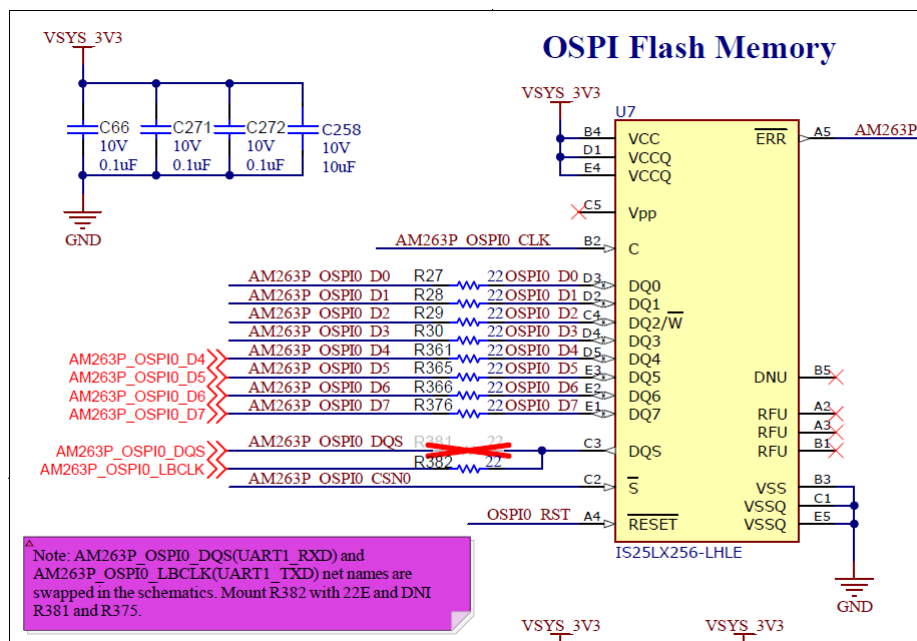 VSYS_3V3
OSPI Flash Memory
VSYS_3V3
U7
C66
10V
0.1uF
C271
10V
0.1uF
C272
10V
0.1uF
C258
10V
10uF
GND
B4 VCC
D1 VCCQ
E4 VCCQ
ERR A5 AM263P
C5 Vpp
AM263P_OSPI0_CLK B2 C
AM263P_OSPI0_D0 R27 22 OSPI0_D0 D3 DQ0
AM263P_OSPI0_D1 R28 22 OSPI0_D1 D2 DQ1
AM263P_OSPI0_D2 R29 22 OSPI0_D2 C4 DQ2/W
AM263P_OSPI0_D3 R30 22 OSPI0_D3 D4 DQ3
AM263P_OSPI0_D4 AM263P_OSPI0_D4 R361 22 OSPI0_D4 D5 DQ4
AM263P_OSPI0_D5 AM263P_OSPI0_D5 R365 22 OSPI0_D5 E3 DQ5 DNU B5
AM263P_OSPI0_D6 AM263P_OSPI0_D6 R366 22 OSPI0_D6 E2 DQ6
AM263P_OSPI0_D7 AM263P_OSPI0_D7 R376 22 OSPI0_D7 E1 DQ7 RFU A2
RFU A3
AM263P_OSPI0_DQS AM263P_OSPI0_DQS R381 22 C3 DQS RFU B1
AM263P_OSPI0_LBCLK R382 22
AM263P_OSPI0_CSN0 C2 S VSS B3
VSSQ C1
OSPI0_RST A4 RESET VSSQ E5
IS25LX256-LHLE
GND
Note: AM263P_OSPI0_DQS(UART1_RXD) and
AM263P_OSPI0_LBCLK(UART1_TXD) net names are
swapped in the schematics. Mount R382 with 22E and DNI
R381 and R375.
VSYS_3V3
VSYS_3V3